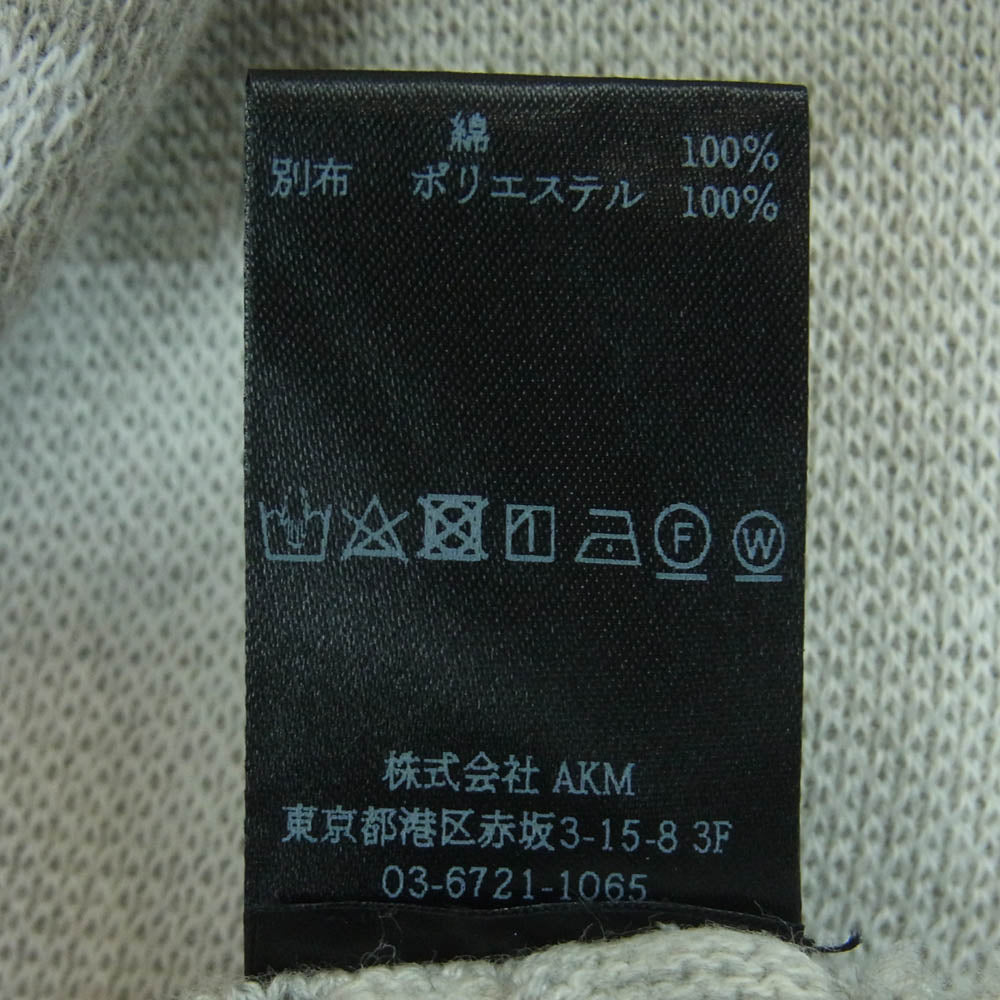 綿 100%
別布 ポリエステル 100%
F W
株式会社 AKM
東京都港区赤坂3-15-8 3F
03-6721-1065